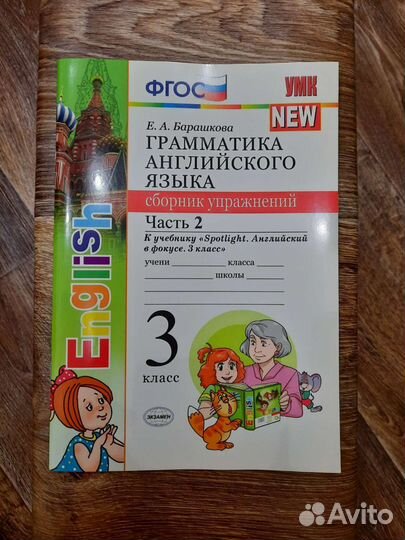 ФГОС
УМК
NEW
Е. А. Барашкова
ГРАММАТИКА
АНГЛИЙСКОГО
ЯЗЫКА
сборник упражнений
Часть 2
К учебнику «Spotlight. Английский
в фокусе. 3 класс»
учени класса
школы
English
3
класс
ЭКЗАМЕН
Avito